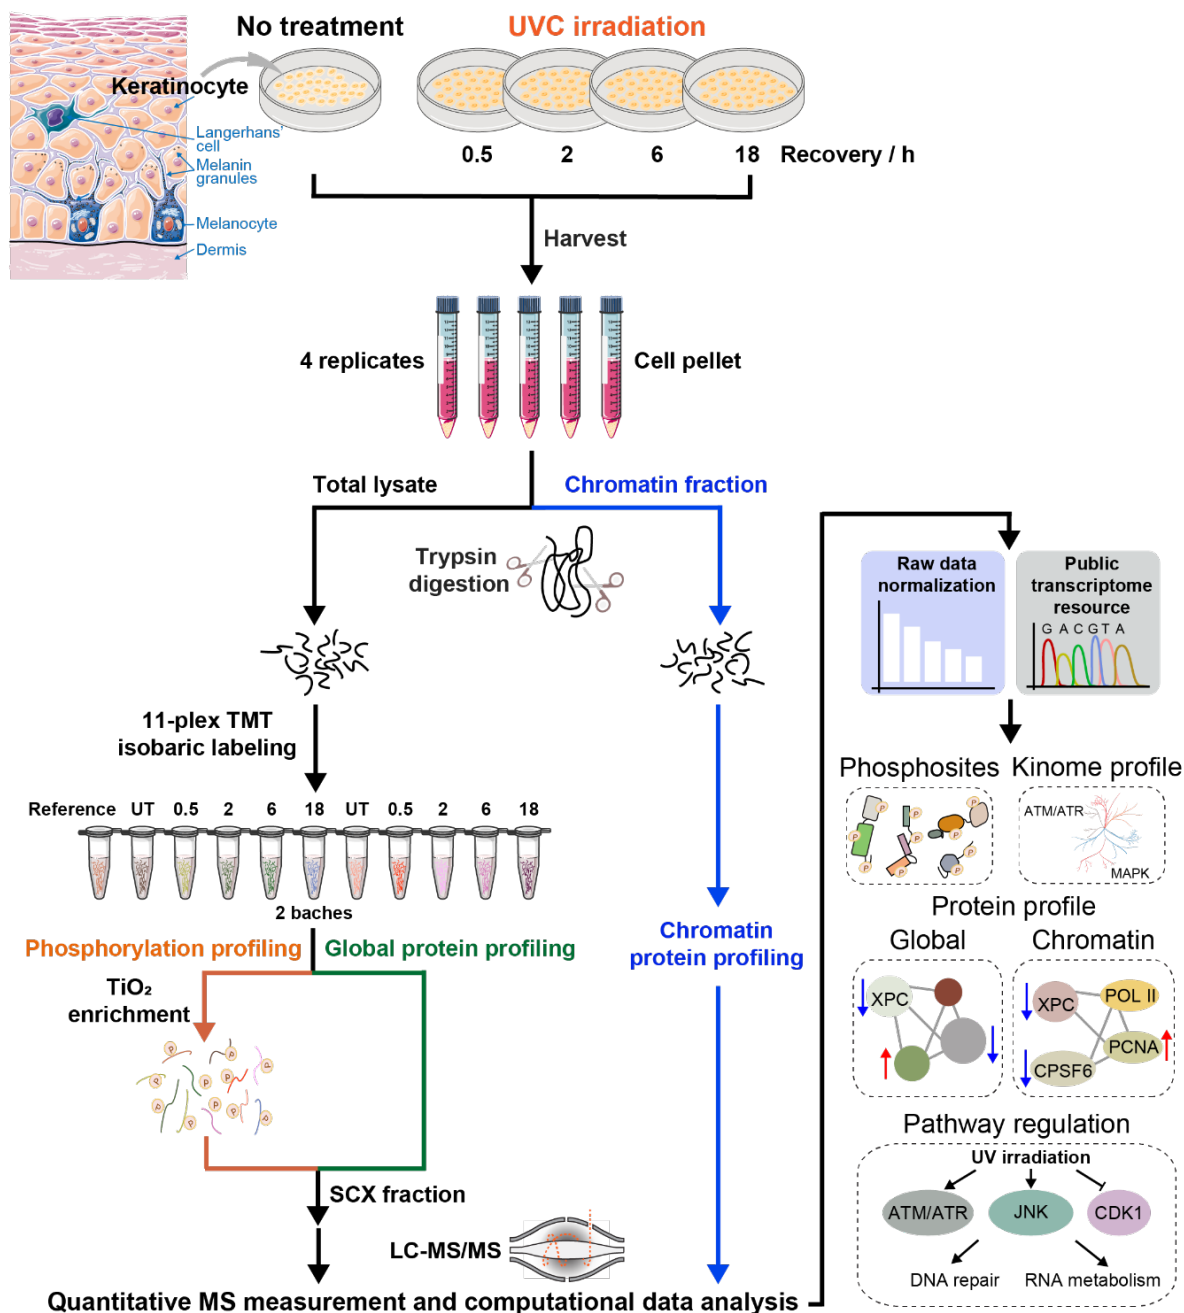 No treatment
UVC irradiation
Keratinocyte
Langerhans'
cell
Melanin
granules
Melanocyte
Dermis
0.5 2 6 18 Recovery / h
Harvest
4 replicates
Cell pellet
Total lysate
Chromatin fraction
Trypsin
digestion
11-plex TMT
isobaric labeling
Reference UT 0.5 2 6 18 UT 0.5 2 6 18
2 baches
Phosphorylation profiling
Global protein profiling
Chromatin
protein profiling
TiO₂
enrichment
P P P P P P P P P P P
SCX fraction
LC-MS/MS
Quantitative MS measurement and computational data analysis
Raw data
normalization
Public
transcriptome
resource
G A C G T A
Phosphosites
Kinome profile
P P P P P P P P P
ATM/ATR
MAPK
Protein profile
Global
Chromatin
XPC
XPC
POL II
PCNA
CPSF6
Pathway regulation
UV irradiation
ATM/ATR
JNK
CDK1
DNA repair
RNA metabolism